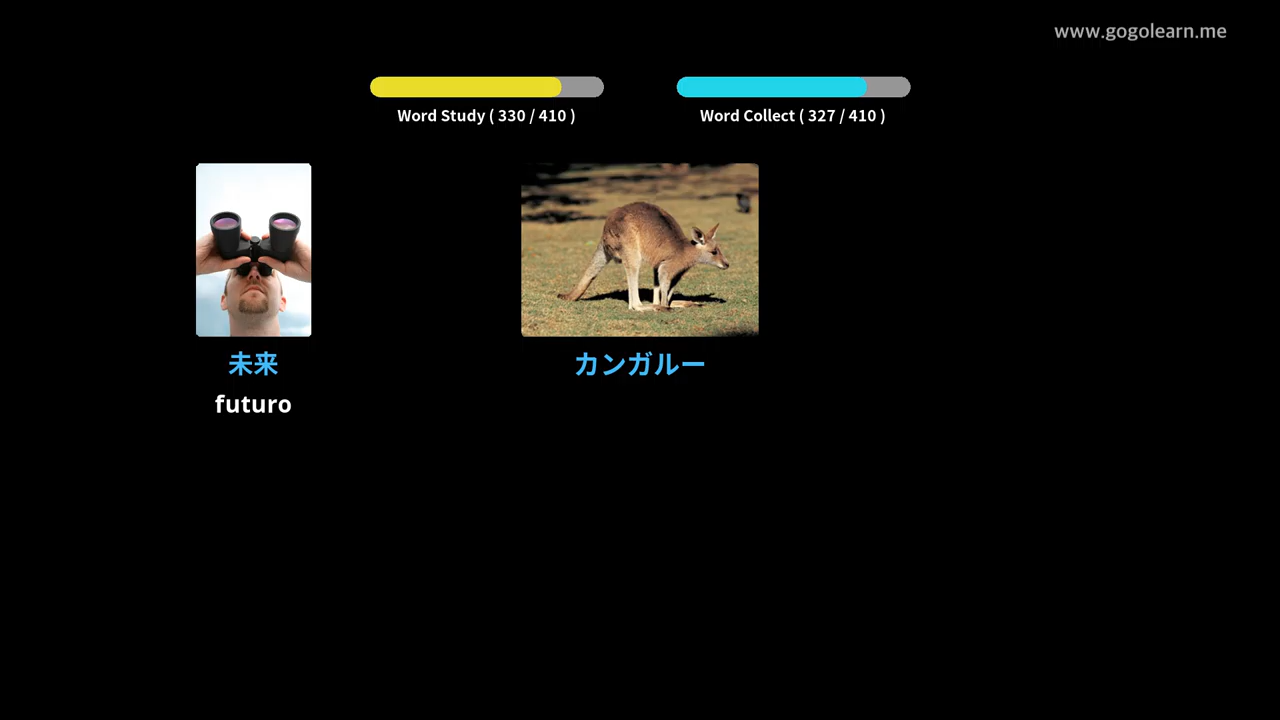 www.gogolearn.me
Word Study ( 330 / 410 )
Word Collect ( 327 / 410 )
未来
futuro
カンガルー